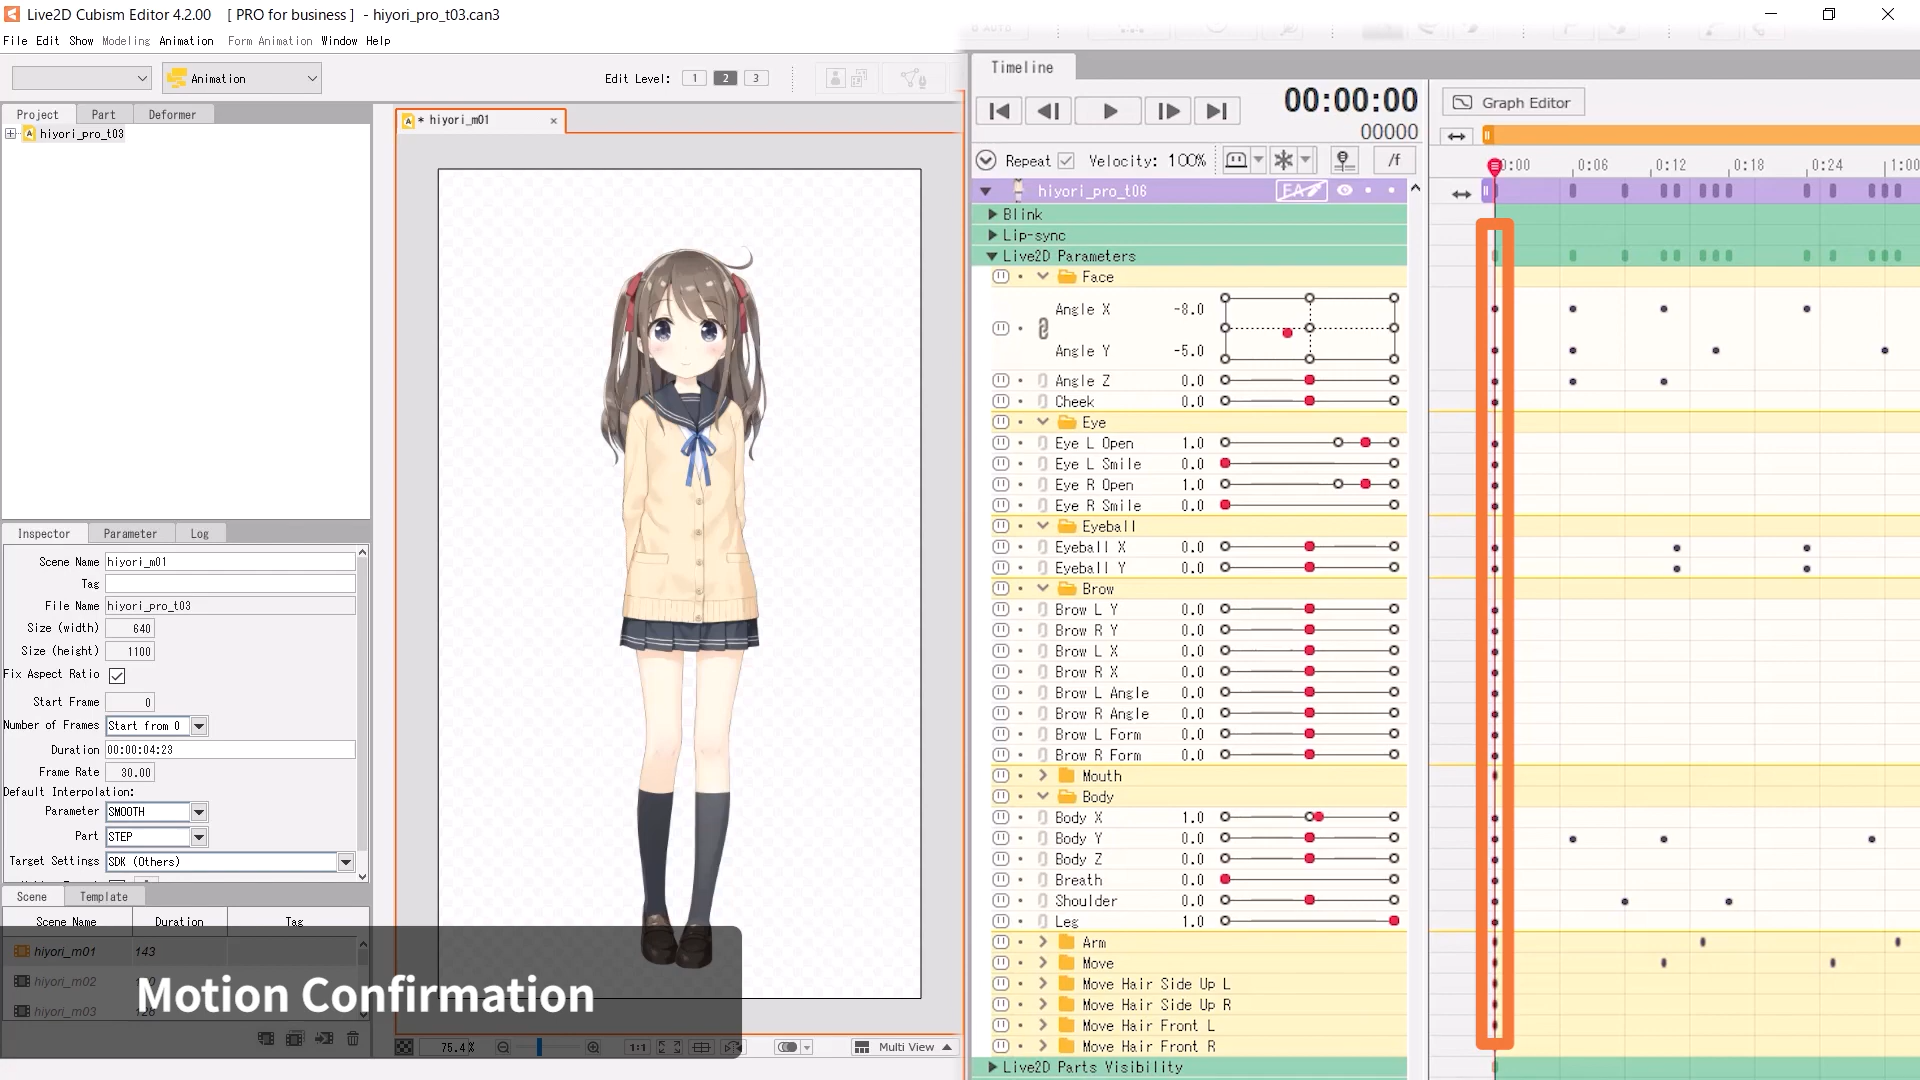 Live2D Cubism Editor 4.2.00 [ PRO for business ] - hiyori_pro_t03.can3
File Edit Show Modeling Animation Form Animation Window Help
Animation
Edit Level: 1 2 3
Project Part Deformer
hiyori_pro_t03
* hiyori_m01
Inspector Parameter Log
Scene Name hiyori_m01
Tag
File Name hiyori_pro_t03
Size (width) 640
Size (height) 1100
Fix Aspect Ratio
Start Frame 0
Number of Frames Start from 0
Duration 00:00:04:23
Frame Rate 30.00
Default Interpolation:
Parameter SMOOTH
Part STEP
Target Settings SDK (Others)
Scene Template
Scene Name Duration Tag
hiyori_m01 143
hiyori_m02
hiyori_m03
Motion Confirmation
75.4%
1:1
Multi View
Timeline
00:00:00
00000
Graph Editor
Repeat Velocity: 100%
/f
0:00 0:06 0:12 0:18 0:24 1:00
hiyori_pro_t06
EA
Blink
Lip-sync
Live2D Parameters
Face
Angle X -8.0
Angle Y -5.0
Angle Z 0.0
Cheek 0.0
Eye
Eye L Open 1.0
Eye L Smile 0.0
Eye R Open 1.0
Eye R Smile 0.0
Eyeball
Eyeball X 0.0
Eyeball Y 0.0
Brow
Brow L Y 0.0
Brow R Y 0.0
Brow L X 0.0
Brow R X 0.0
Brow L Angle 0.0
Brow R Angle 0.0
Brow L Form 0.0
Brow R Form 0.0
Mouth
Body
Body X 1.0
Body Y 0.0
Body Z 0.0
Breath 0.0
Shoulder 0.0
Leg 1.0
Arm
Move
Move Hair Side Up L
Move Hair Side Up R
Move Hair Front L
Move Hair Front R
Live2D Parts Visibility